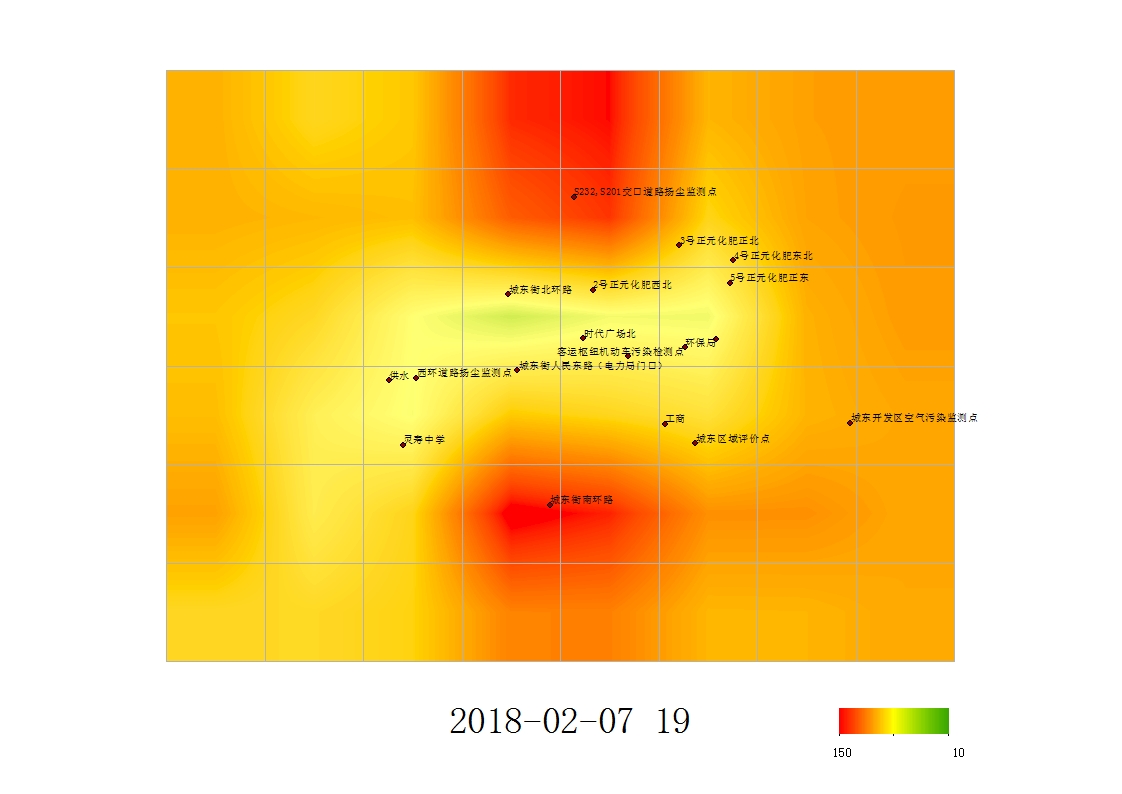 S232,S201交口道路扬尘监测点
3号正元化肥正北
4号正元化肥东北
5号正元化肥正东
2号正元化肥西北
城东街北环路
时代广场北
环保局
客运枢纽机动车污染检测点
城东街人民东路（电力局门口）
西环道路扬尘监测点
供水
城东开发区空气污染监测点
工商
城东区域评价点
灵寿中学
城东街南环路
2018-02-07 19
150
10